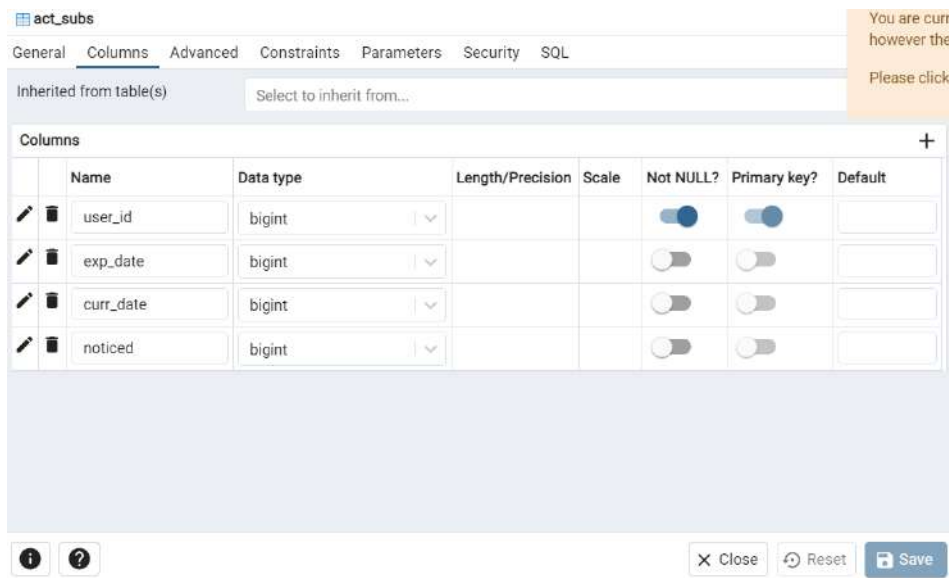 act_subs
You are curr
however the
Please click
General Columns Advanced Constraints Parameters Security SQL
Inherited from table(s) Select to inherit from...
Columns
Name Data type Length/Precision Scale Not NULL? Primary key? Default
user_id bigint
exp_date bigint
curr_date bigint
noticed bigint
Close Reset Save